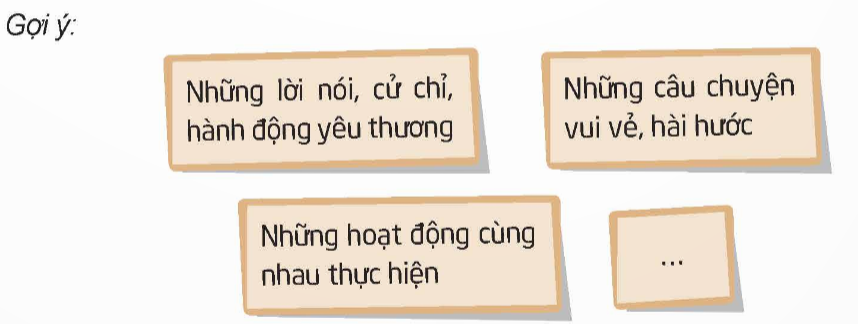 Gợi ý:
Những lời nói, cử chỉ,
hành động yêu thương
Những câu chuyện
vui vẻ, hài hước
Những hoạt động cùng
nhau thực hiện
...